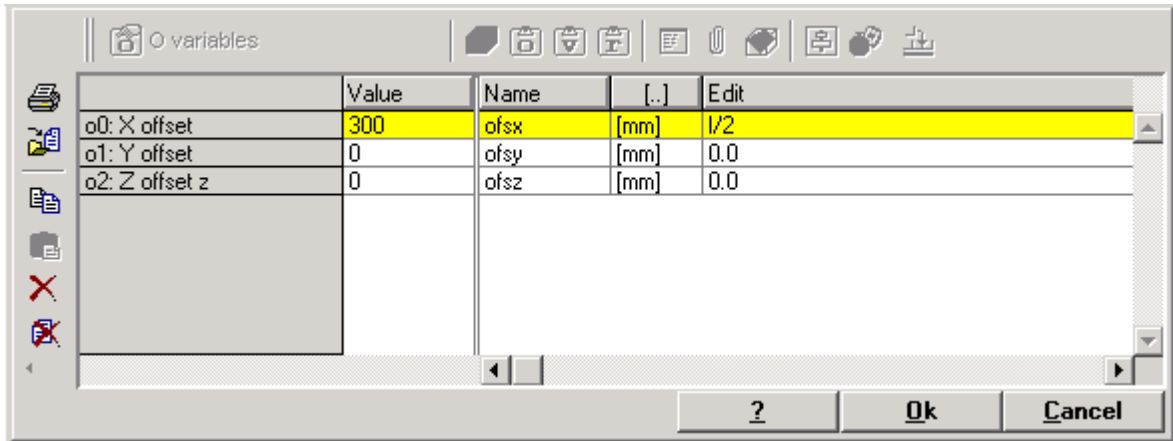 O variables
Value Name [..] Edit
o0: X offset 300 ofsx [mm] l/2
o1: Y offset 0 ofsy [mm] 0.0
o2: Z offset z 0 ofsz [mm] 0.0
? Ok Cancel